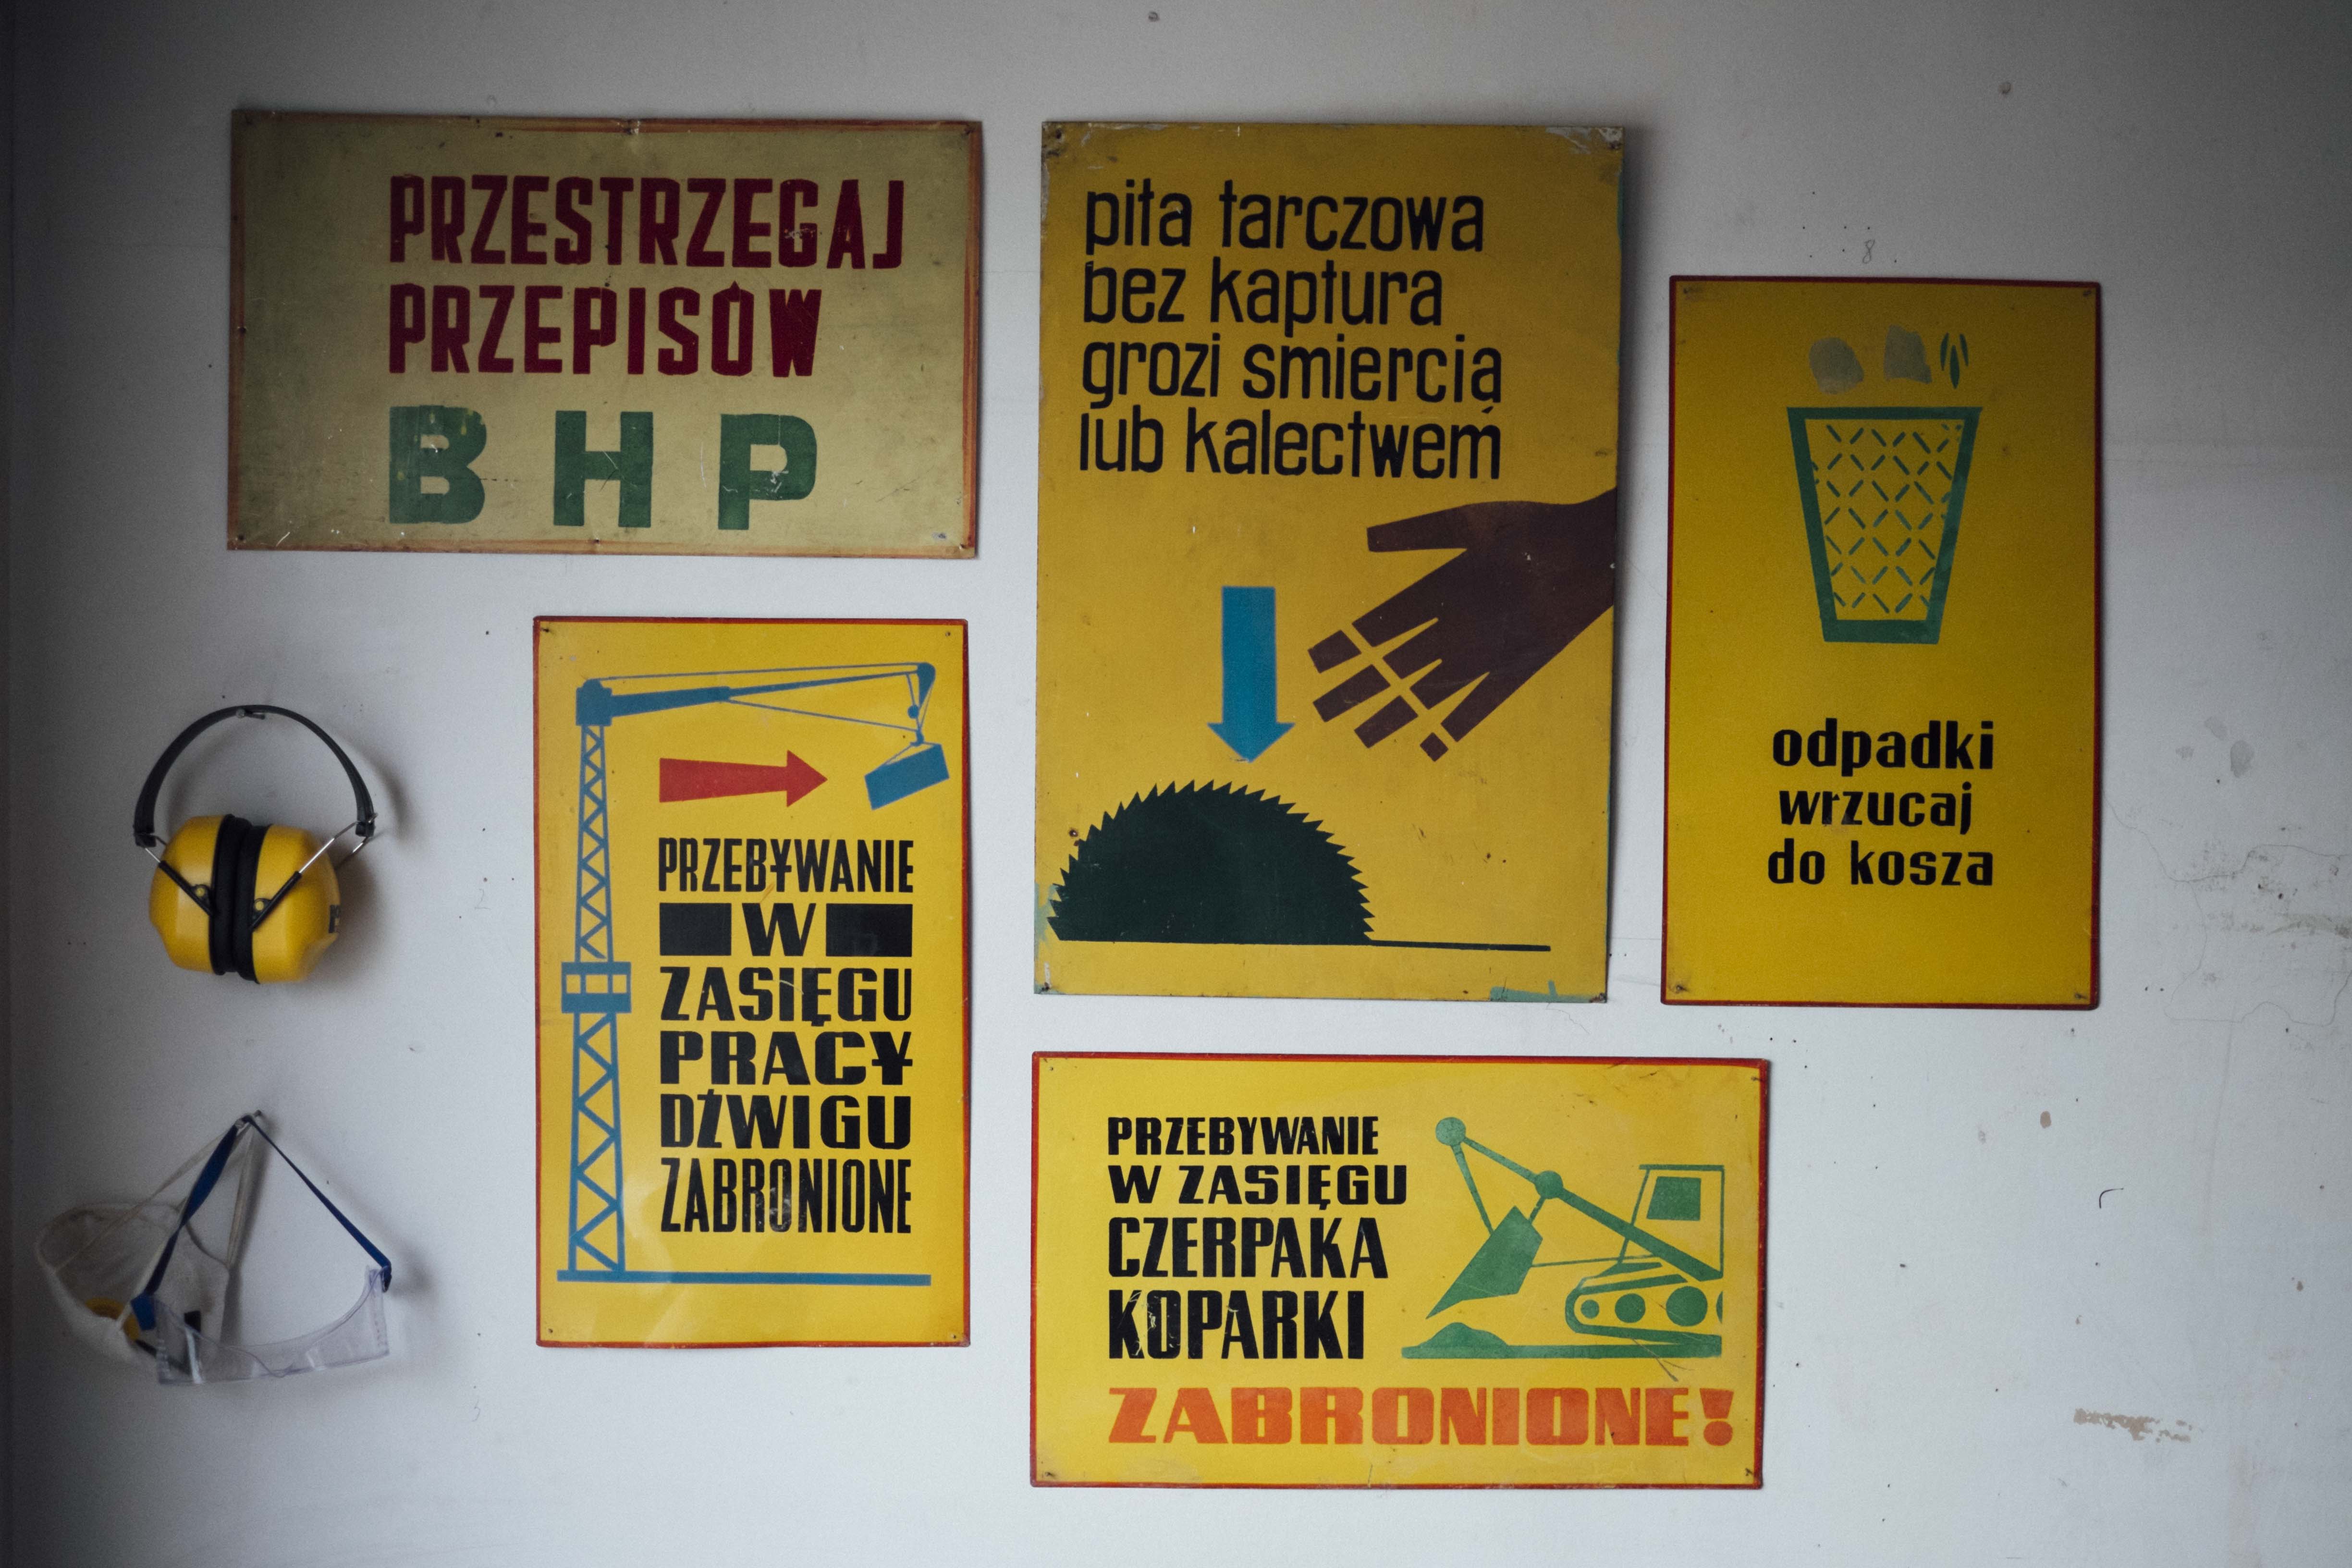 PRZESTRZEGAJ
PRZEPISÓW
B H P
piła tarczowa
bez kaptura
grozi smiercią
lub kalectwem
odpadki
wrzucaj
do kosza
PRZEBYWANIE
W
ZASIĘGU
PRACY
DŹWIGU
ZABRONIONE
PRZEBYWANIE
W ZASIĘGU
CZERPAKA
KOPARKI
ZABRONIONE!
8